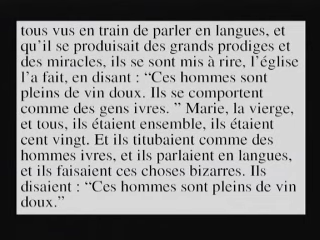 tous vus en train de parler en langues, et
qu’il se produisait des grands prodiges et
des miracles, ils se sont mis à rire, l’église
l’a fait, en disant : “Ces hommes sont
pleins de vin doux. Ils se comportent
comme des gens ivres. ” Marie, la vierge,
et tous, ils étaient ensemble, ils étaient
cent vingt. Et ils titubaient comme des
hommes ivres, et ils parlaient en langues,
et ils faisaient ces choses bizarres. Ils
disaient : “Ces hommes sont pleins de vin
doux.”